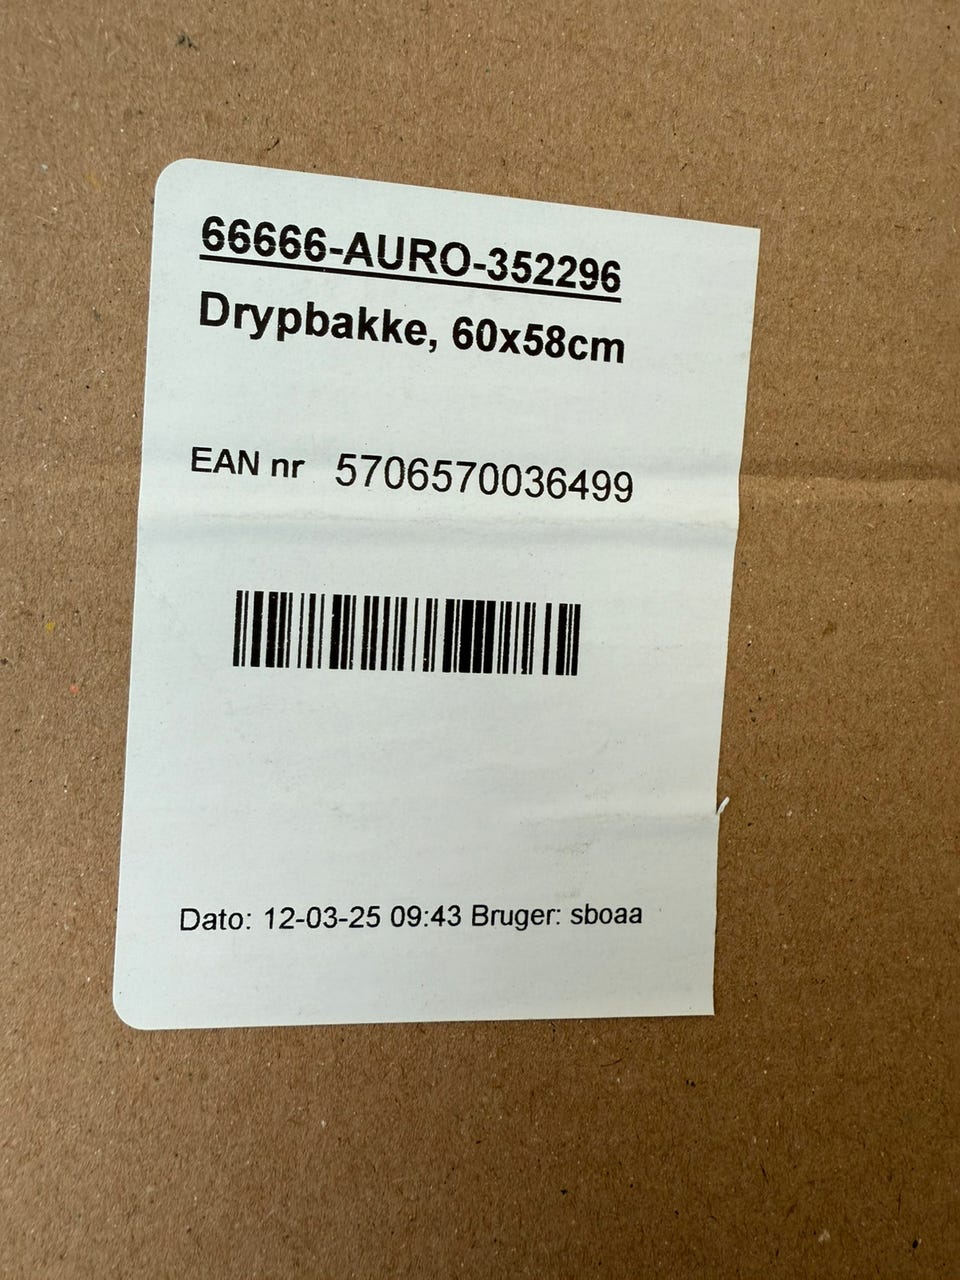 66666-AURO-352296
Drypbakke, 60x58cm
EAN nr 5706570036499
Dato: 12-03-25 09:43 Bruger: sboaa